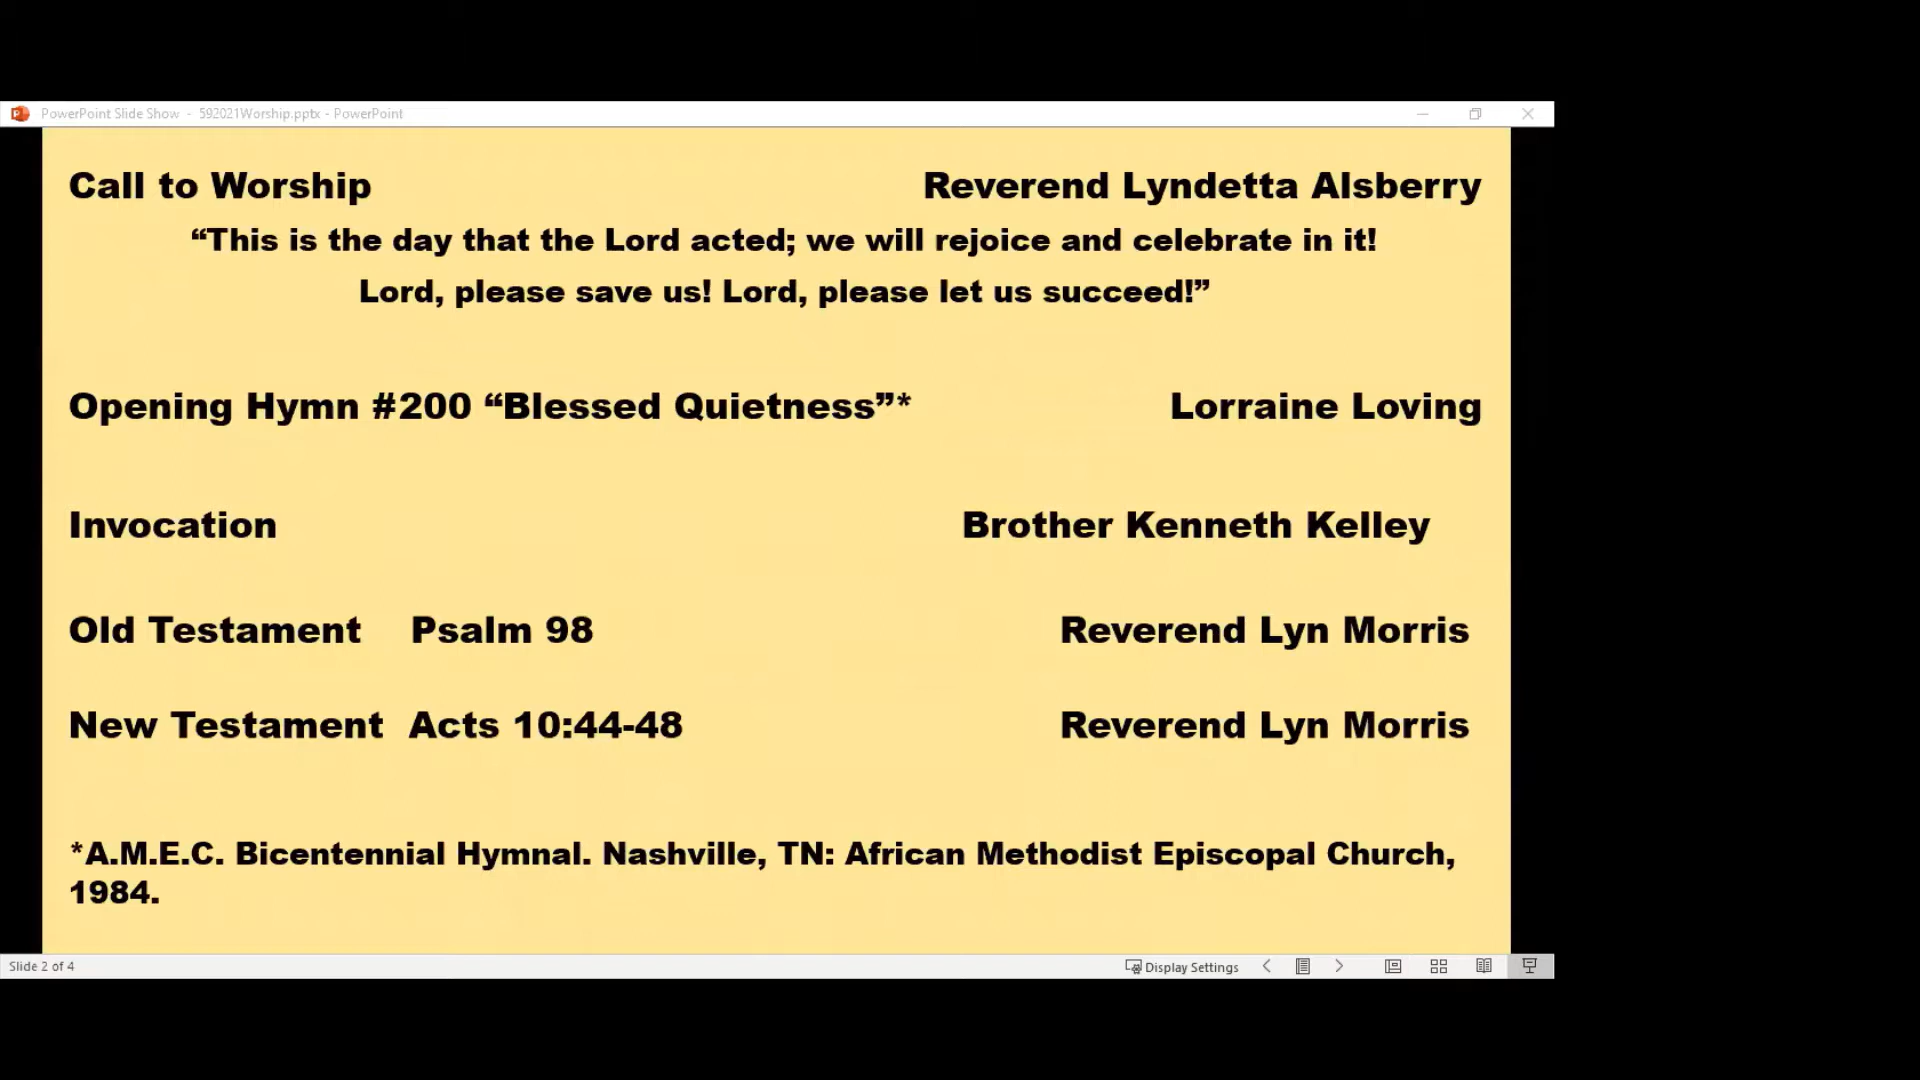 PowerPoint Slide Show - 592021Worship.pptx - PowerPoint
Call to Worship Reverend Lyndetta Alsberry
“This is the day that the Lord acted; we will rejoice and celebrate in it!
Lord, please save us! Lord, please let us succeed!”
Opening Hymn #200 “Blessed Quietness”* Lorraine Loving
Invocation Brother Kenneth Kelley
Old Testament Psalm 98 Reverend Lyn Morris
New Testament Acts 10:44-48 Reverend Lyn Morris
*A.M.E.C. Bicentennial Hymnal. Nashville, TN: African Methodist Episcopal Church,
1984.
Slide 2 of 4 Display Settings